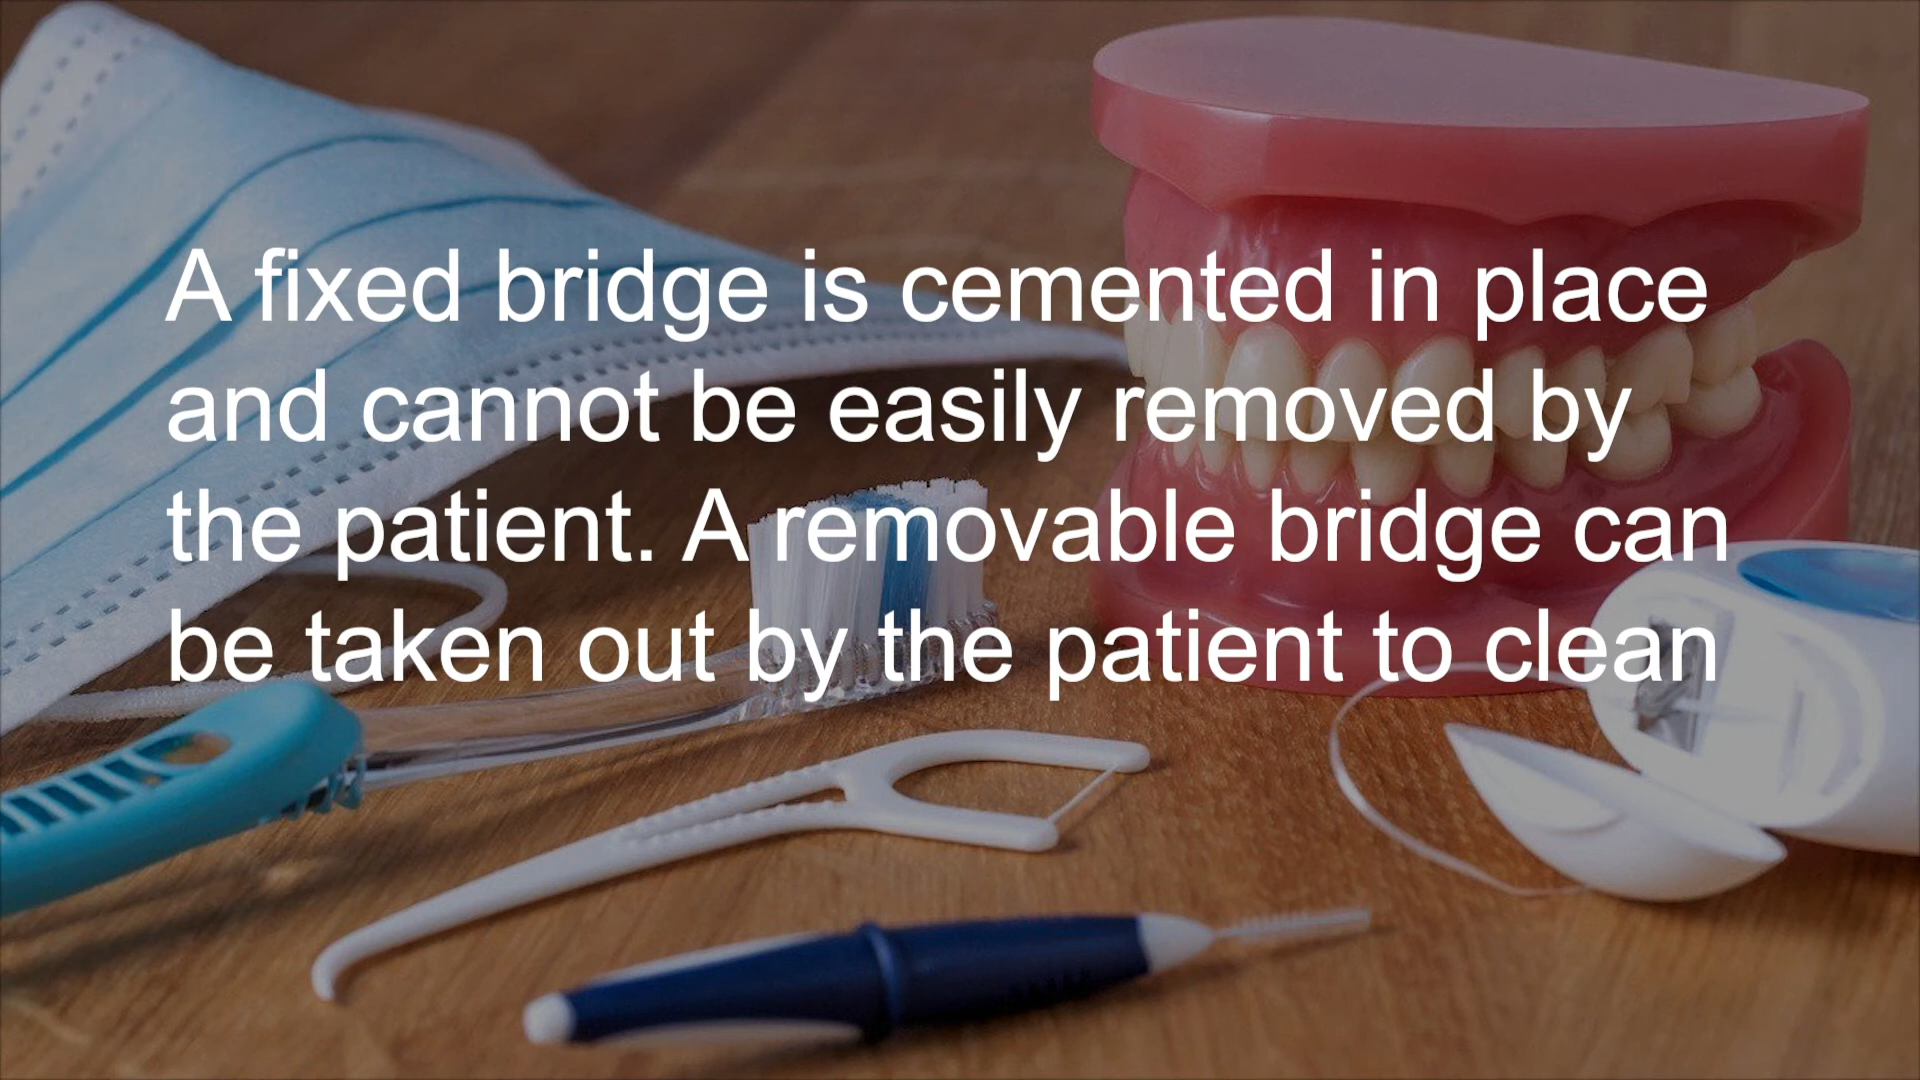 A fixed bridge is cemented in place
and cannot be easily removed by
the patient. A removable bridge can
be taken out by the patient to clean